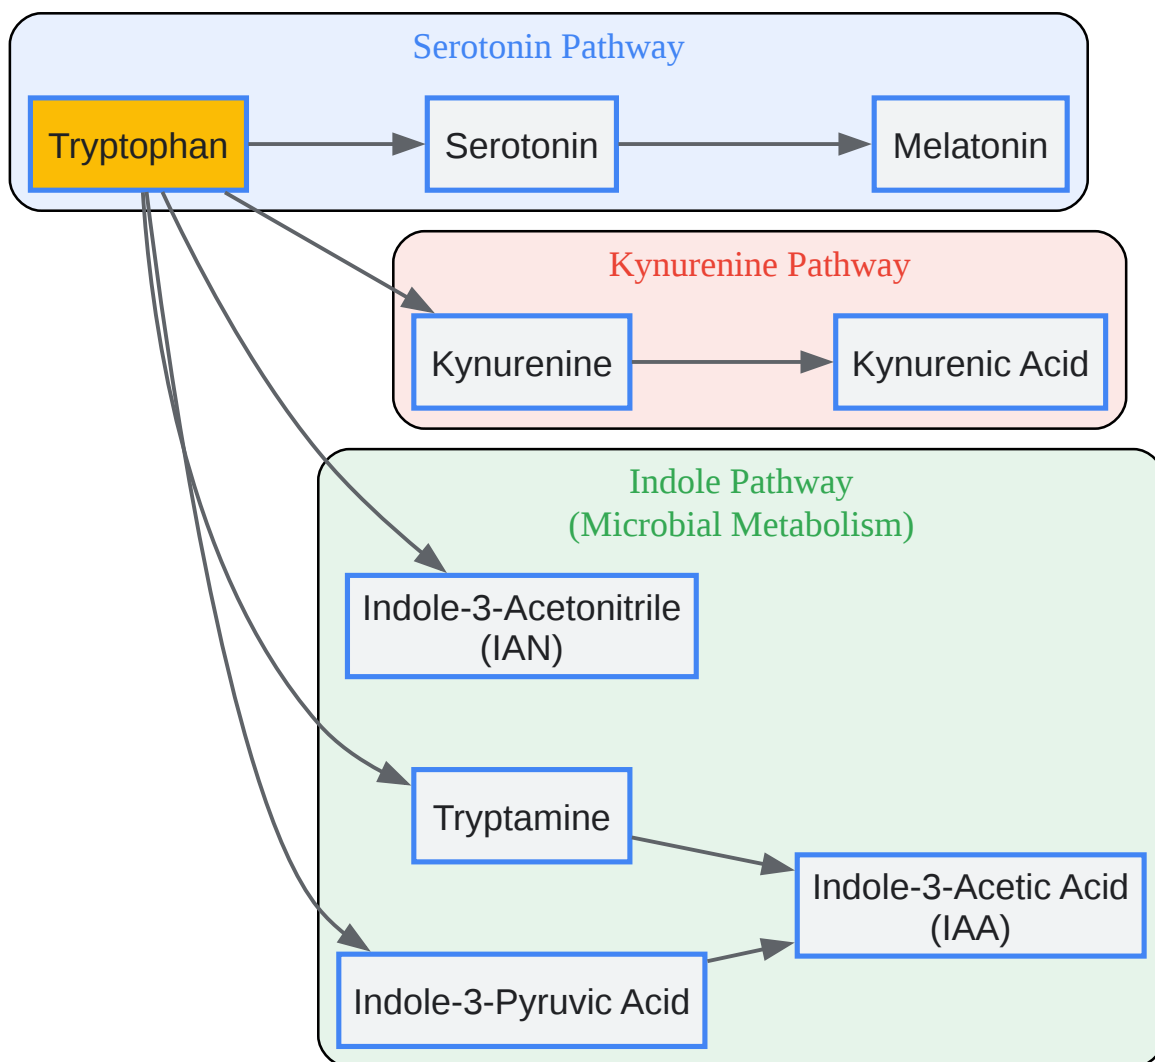 Serotonin Pathway
Tryptophan
Serotonin
Melatonin
Kynurenine Pathway
Kynurenine
Kynurenic Acid
Indole Pathway
(Microbial Metabolism)
Indole-3-Acetonitrile
(IAN)
Tryptamine
Indole-3-Acetic Acid
(IAA)
Indole-3-Pyruvic Acid